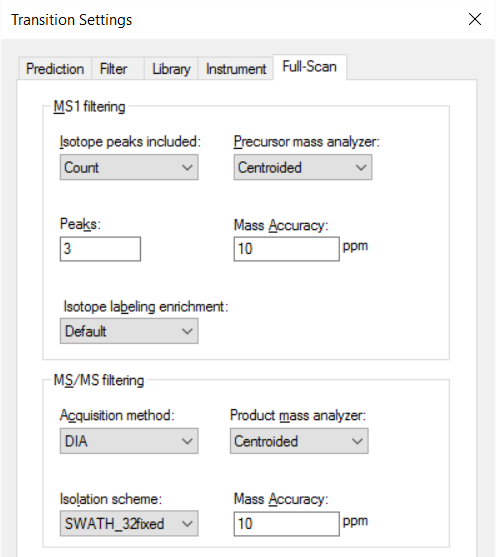 Transition Settings
Prediction Filter Library Instrument Full-Scan
MS1 filtering
Isotope peaks included: Precursor mass analyzer:
Count Centroided
Peaks: Mass Accuracy:
3 10 ppm
Isotope labeling enrichment:
Default
MS/MS filtering
Acquisition method: Product mass analyzer:
DIA Centroided
Isolation scheme: Mass Accuracy:
SWATH_32fixed 10 ppm